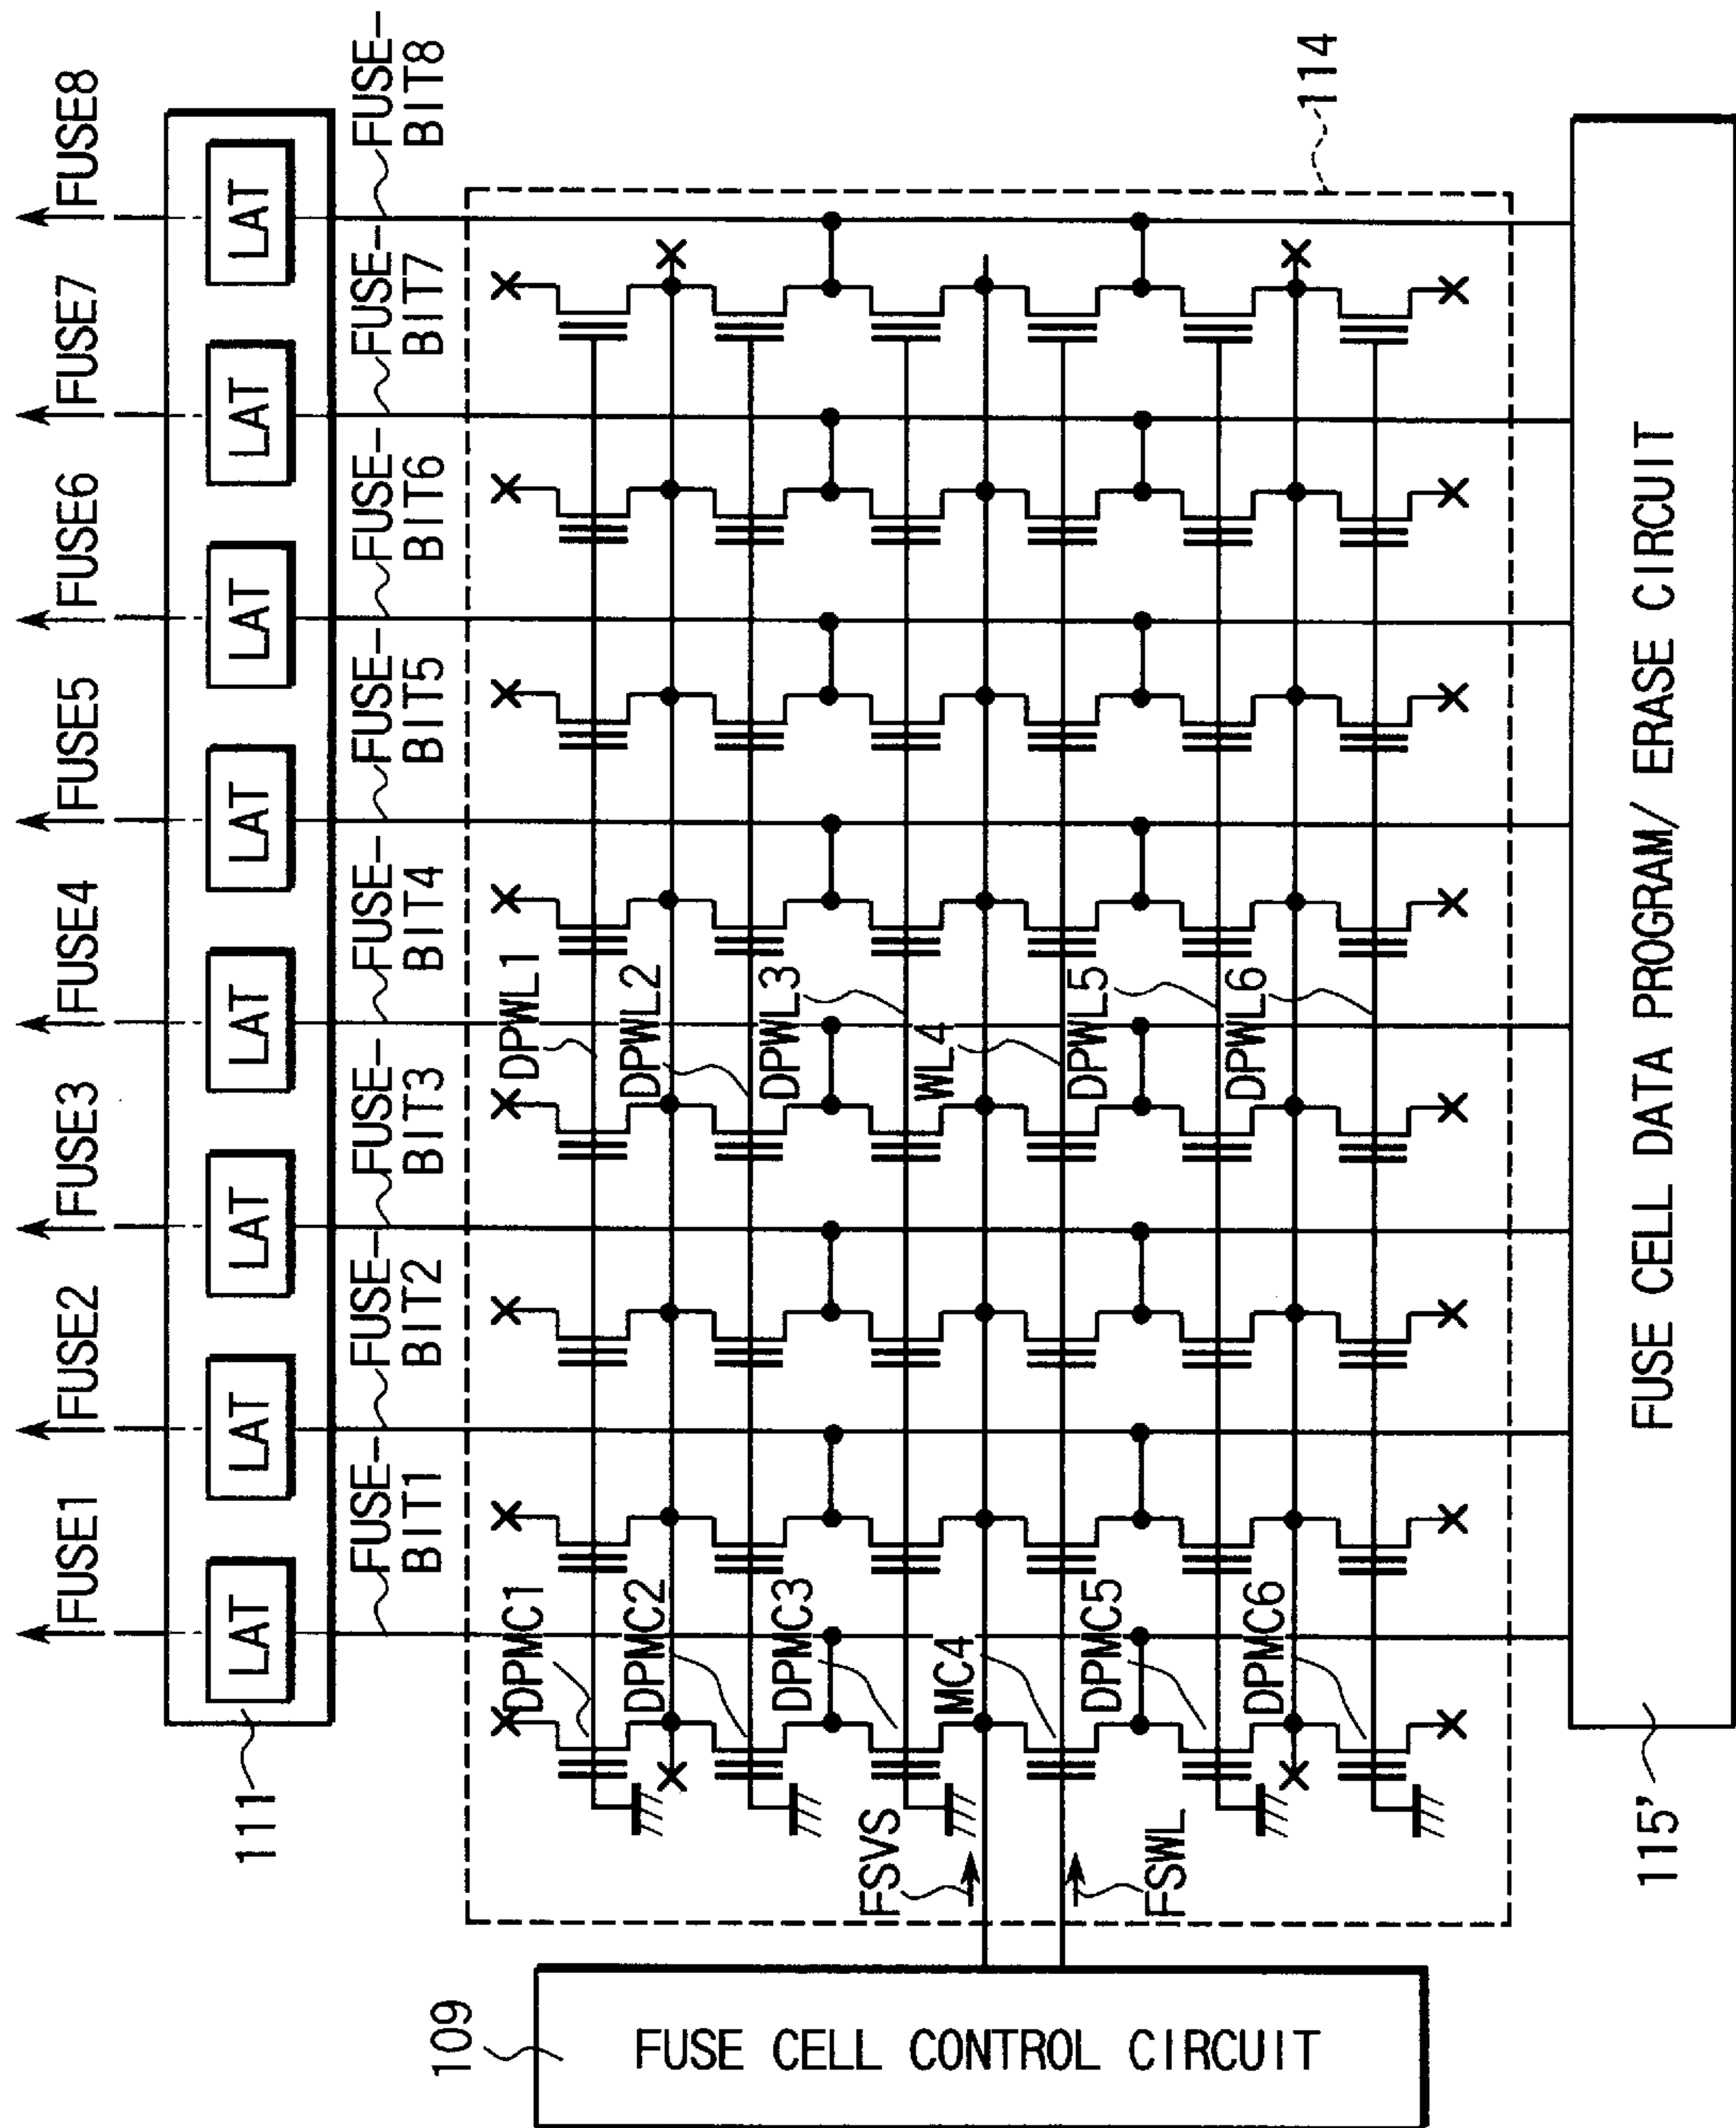 FUSE1
FUSE2
FUSE3
FUSE4
FUSE5
FUSE6
FUSE7
FUSE8
LAT
LAT
LAT
LAT
LAT
LAT
LAT
LAT
111
FUSE-
BIT1
FUSE-
BIT2
FUSE-
BIT3
FUSE-
BIT4
FUSE-
BIT5
FUSE-
BIT6
FUSE-
BIT7
FUSE-
BIT8
114
DPMC1
DPMC2
DPMC3
MC4
DPMC5
DPMC6
DPWL1
DPWL2
DPWL3
WL4
DPWL5
DPWL6
FSVS
FSWL
109
FUSE CELL CONTROL CIRCUIT
115'
FUSE CELL DATA PROGRAM/ ERASE CIRCUIT